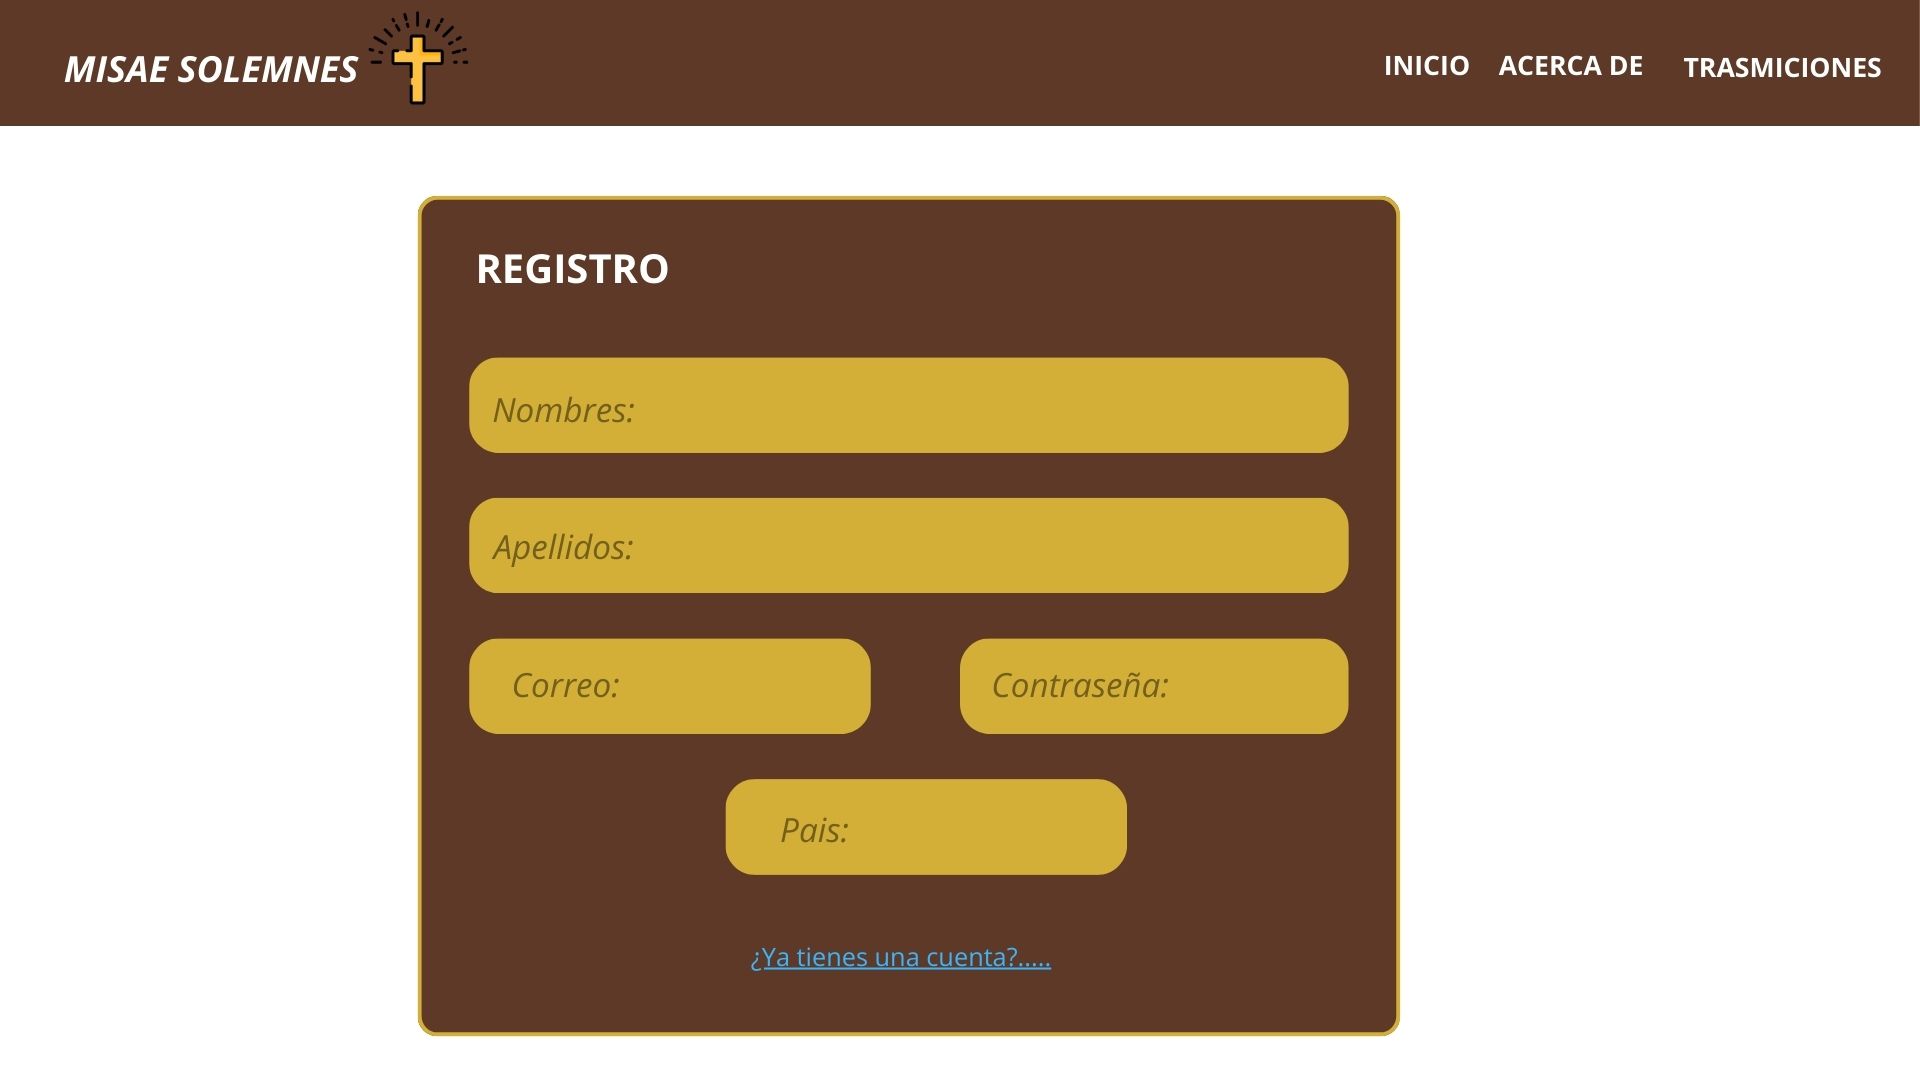 MISAE SOLEMNES
INICIO ACERCA DE TRASMICIONES
REGISTRO
Nombres:
Apellidos:
Correo: Contraseña:
Pais:
¿Ya tienes una cuenta?.....